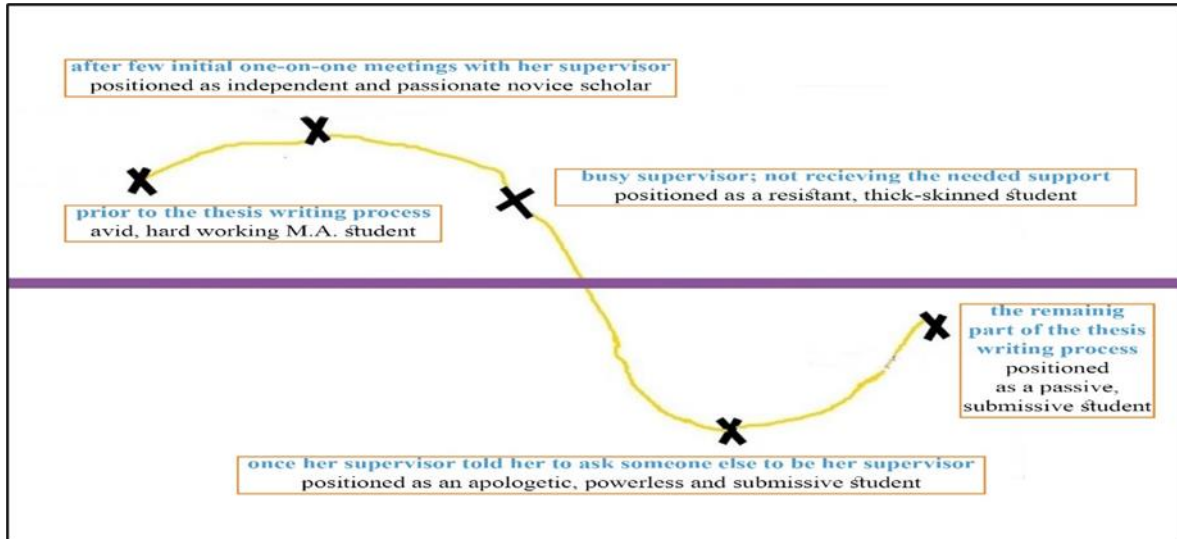 after few initial one-on-one meetings with her supervisor
positioned as independent and passionate novice scholar
busy supervisor; not recieving the needed support
positioned as a resistant, thick-skinned student
prior to the thesis writing process
avid, hard working M.A. student
the remainig
part of the thesis
writing process
positioned
as a passive,
submissive student
once her supervisor told her to ask someone else to be her supervisor
positioned as an apologetic, powerless and submissive student